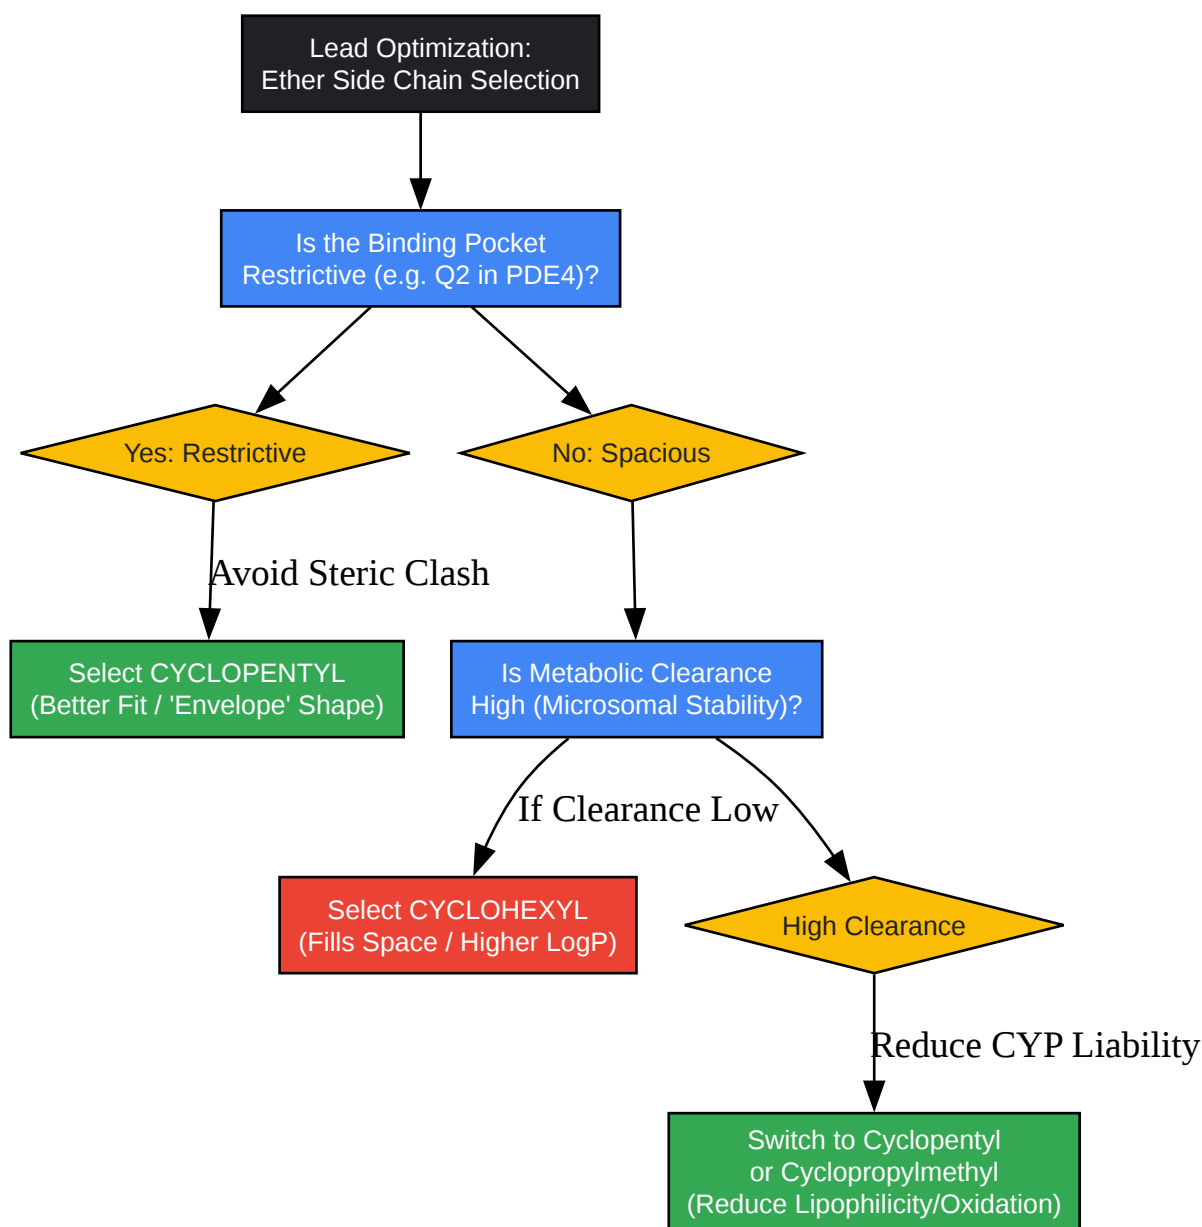 Lead Optimization:
Ether Side Chain Selection
Is the Binding Pocket
Restrictive (e.g. Q2 in PDE4)?
Yes: Restrictive
No: Spacious
Avoid Steric Clash
Select CYCLOPENTYL
(Better Fit / 'Envelope' Shape)
Is Metabolic Clearance
High (Microsomal Stability)?
If Clearance Low
Select CYCLOHEXYL
(Fills Space / Higher LogP)
High Clearance
Reduce CYP Liability
Switch to Cyclopentyl
or Cyclopropylmethyl
(Reduce Lipophilicity/Oxidation)